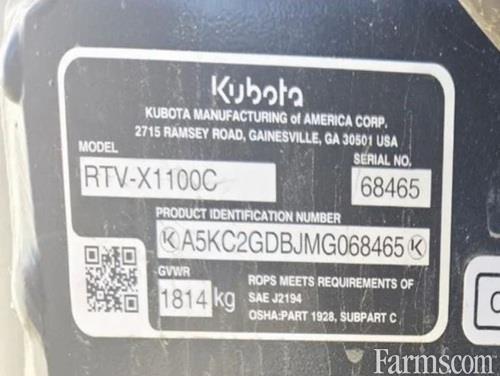 Kubota
KUBOTA MANUFACTURING of AMERICA CORP.
2715 RAMSEY ROAD, GAINESVILLE, GA 30501 USA
MODEL
RTV-X1100C
SERIAL NO.
68465
PRODUCT IDENTIFICATION NUMBER
K A5KC2GDBJMG068465 K
GVWR
1814 kg
ROPS MEETS REQUIREMENTS OF
SAE J2194
OSHA:PART 1928, SUBPART C
Farms.com